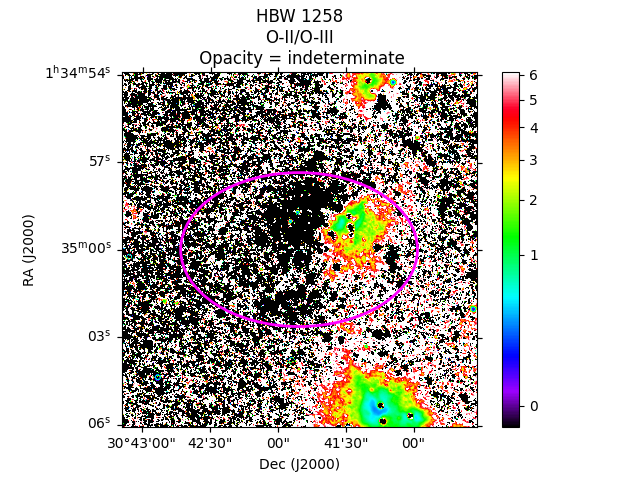 HBW 1258
O-II/O-III
Opacity = indeterminate
1ʰ34ᵐ54ˢ
57ˢ
35ᵐ00ˢ
03ˢ
06ˢ
RA (J2000)
30°43'00" 42'30" 00" 41'30" 00"
Dec (J2000)
6
5
4
3
2
1
0